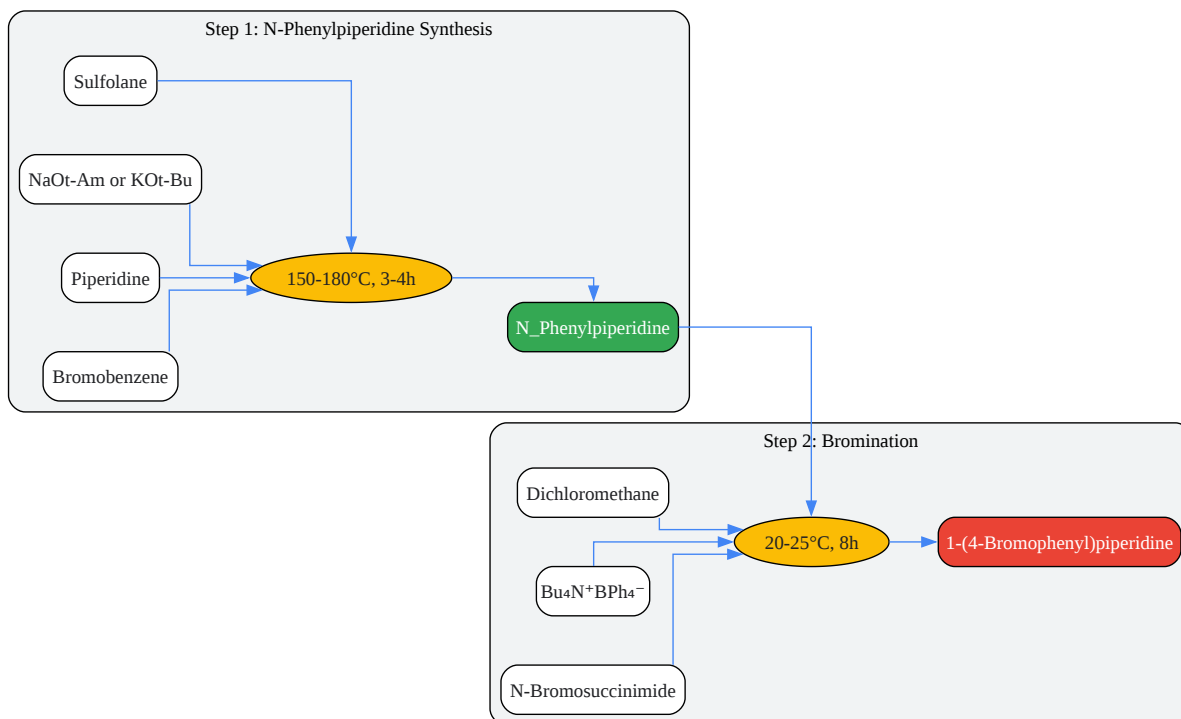 Step 1: N-Phenylpiperidine Synthesis
Sulfolane
NaOt-Am or KOt-Bu
Piperidine
Bromobenzene
150-180°C, 3-4h
N_Phenylpiperidine
Step 2: Bromination
Dichloromethane
Bu₄N⁺BPh₄⁻
N-Bromosuccinimide
20-25°C, 8h
1-(4-Bromophenyl)piperidine